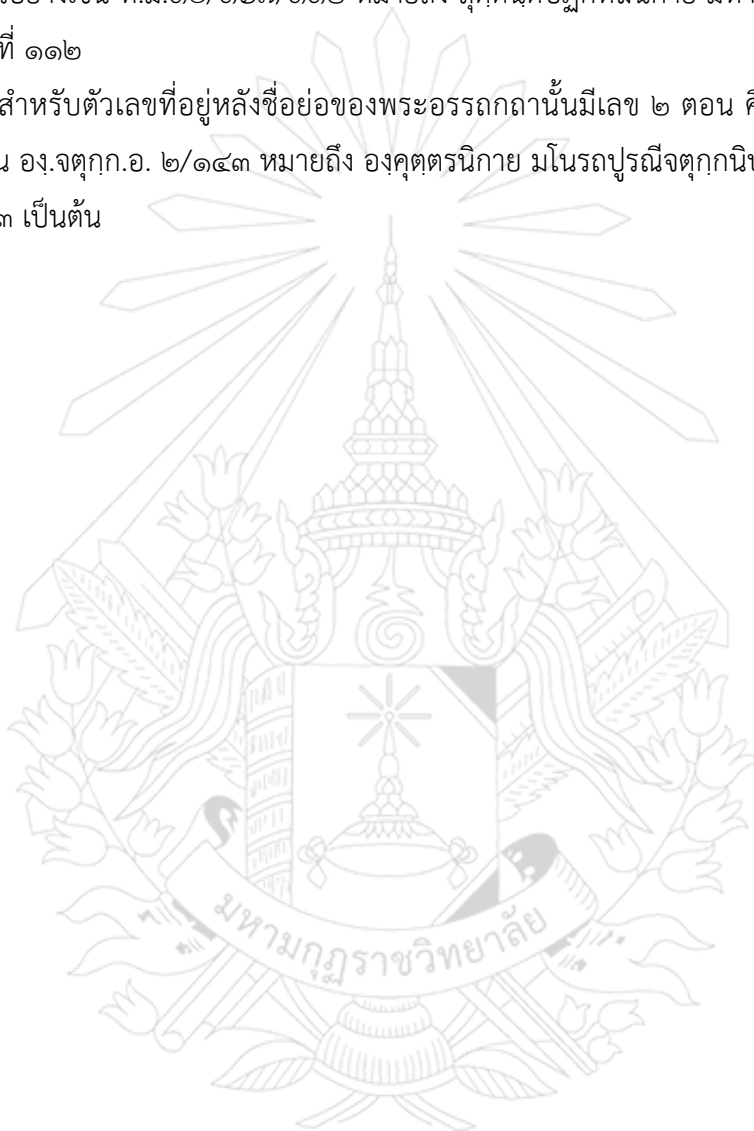 ที่ ๑๑๒
สำหรับตัวเลขที่อยู่หลังชื่อย่อของพระอรรถกถานั้นมีเลข ๒ ตอน
องฺ.จตุกฺก.อ. ๒/๑๔๓ หมายถึง องฺคุตฺตรนิกาย มโนรถปูรณีจตุกฺกนิ
๓ เป็นต้น
มหามกุฏราชวิทยาลัย